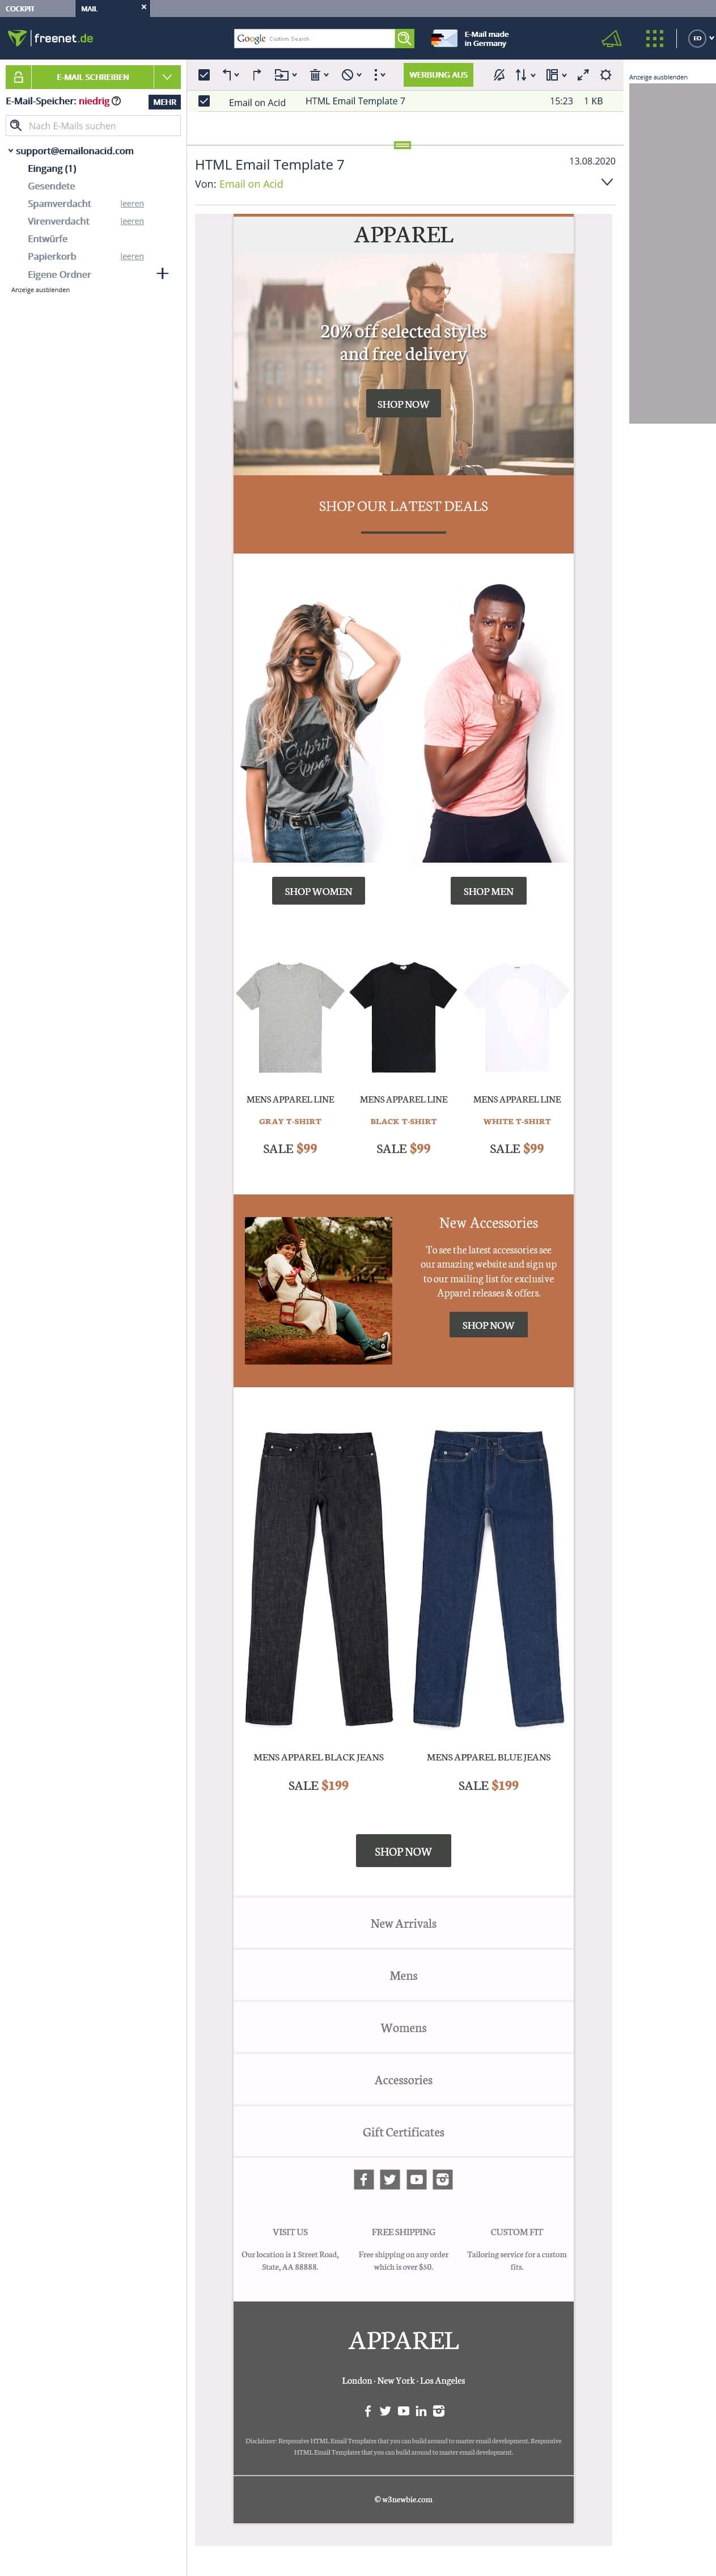 COCKPIT
MAIL
freenet.de
Google Custom Search
E-Mail made
in Germany
EO
E-MAIL SCHREIBEN
WERBUNG AUS
Anzeige ausblenden
E-Mail-Speicher: niedrig
MEHR
Email on Acid HTML Email Template 7 15:23 1 KB
Nach E-Mails suchen
support@emailonacid.com
Eingang (1)
Gesendete
Spamverdacht leeren
Virenverdacht leeren
Entwürfe
Papierkorb leeren
Eigene Ordner
Anzeige ausblenden
HTML Email Template 7
13.08.2020
Von: Email on Acid
APPAREL
20% off selected styles
and free delivery
SHOP NOW
SHOP OUR LATEST DEALS
Culprit
Appar
SHOP WOMEN
SHOP MEN
MENS APPAREL LINE
GRAY T-SHIRT
SALE $99
MENS APPAREL LINE
BLACK T-SHIRT
SALE $99
MENS APPAREL LINE
WHITE T-SHIRT
SALE $99
New Accessories
To see the latest accessories see
our amazing website and sign up
to our mailing list for exclusive
Apparel releases & offers.
SHOP NOW
MENS APPAREL BLACK JEANS
SALE $199
MENS APPAREL BLUE JEANS
SALE $199
SHOP NOW
New Arrivals
Mens
Womens
Accessories
Gift Certificates
VISIT US
Our location is 1 Street Road,
State, AA 88888.
FREE SHIPPING
Free shipping on any order
which is over $50.
CUSTOM FIT
Tailoring service for a custom
fits.
APPAREL
London · New York · Los Angeles
Disclaimer: Responsive HTML Email Templates that you can build around to master email development. Responsive
HTML Email Templates that you can build around to master email development.
© w3newbie.com